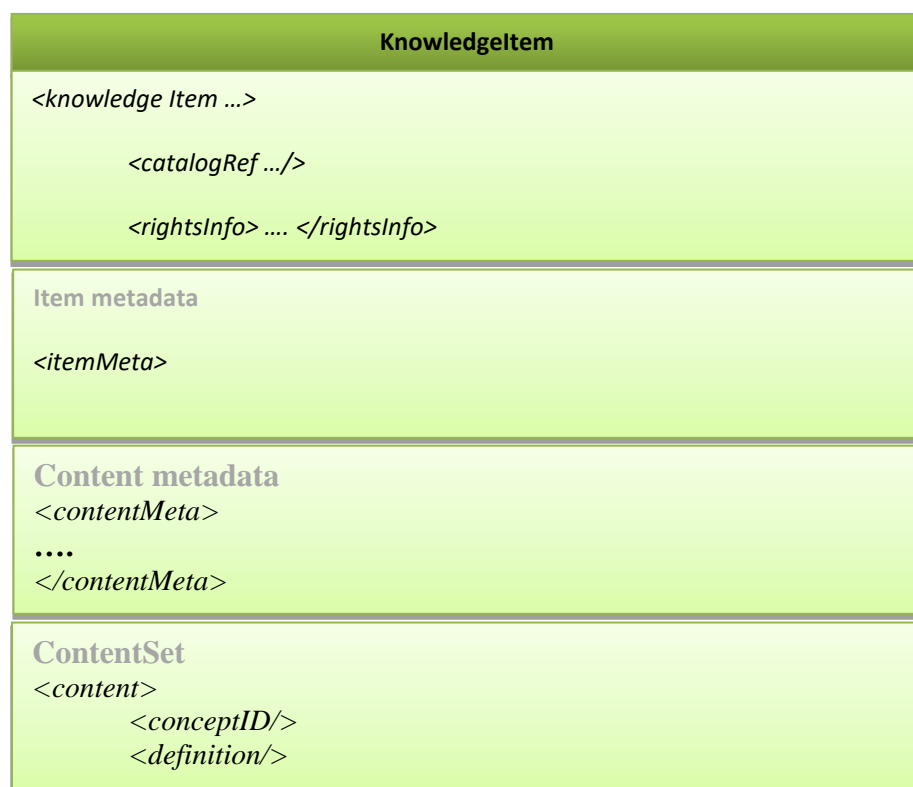 KnowledgeItem
<knowledge Item …>
<catalogRef …/>
<rightsInfo> …. </rightsInfo>
Item metadata
<itemMeta>
Content metadata
<contentMeta>
….
</contentMeta>
ContentSet
<content>
<conceptID/>
<definition/>